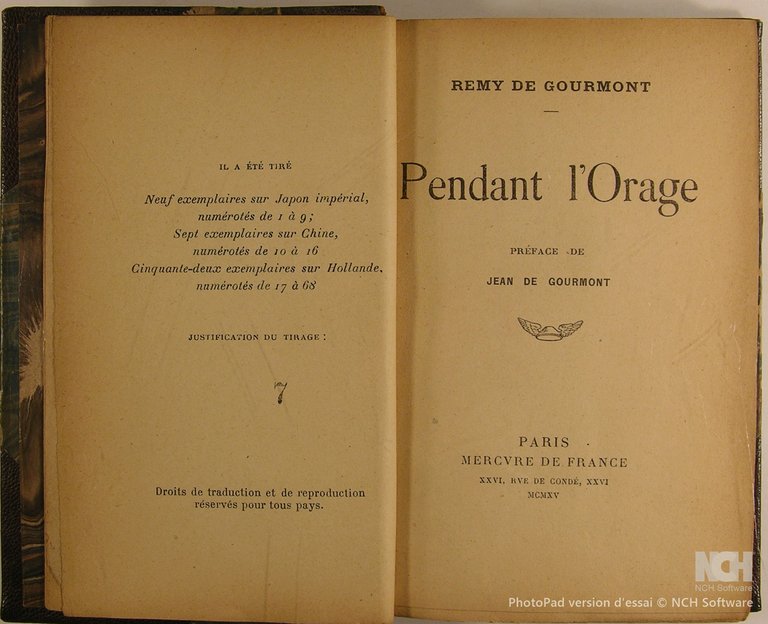 IL A ÉTÉ TIRÉ
Neuf exemplaires sur Japon impérial,
numérotés de 1 à 9 ;
Sept exemplaires sur Chine,
numérotés de 10 à 16
Cinquante-deux exemplaires sur Hollande,
numérotés de 17 à 68
JUSTIFICATION DU TIRAGE :
7
Droits de traduction et de reproduction
réservés pour tous pays.
REMY DE GOURMONT
Pendant l'Orage
PRÉFACE DE
JEAN DE GOURMONT
PARIS
MERCVRE DE FRANCE
XXVI, RVE DE CONDÉ, XXVI
MCMXV
NCH
NCH Software
PhotoPad version d'essai © NCH Software